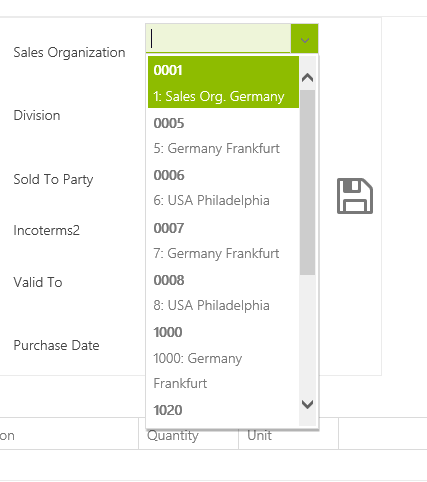 Sales Organization
0001
1: Sales Org. Germany
0005
5: Germany Frankfurt
Division
0006
6: USA Philadelphia
Sold To Party
0007
7: Germany Frankfurt
Incoterms2
0008
8: USA Philadelphia
Valid To
1000
1000: Germany
Frankfurt
Purchase Date
1020
on Quantity Unit